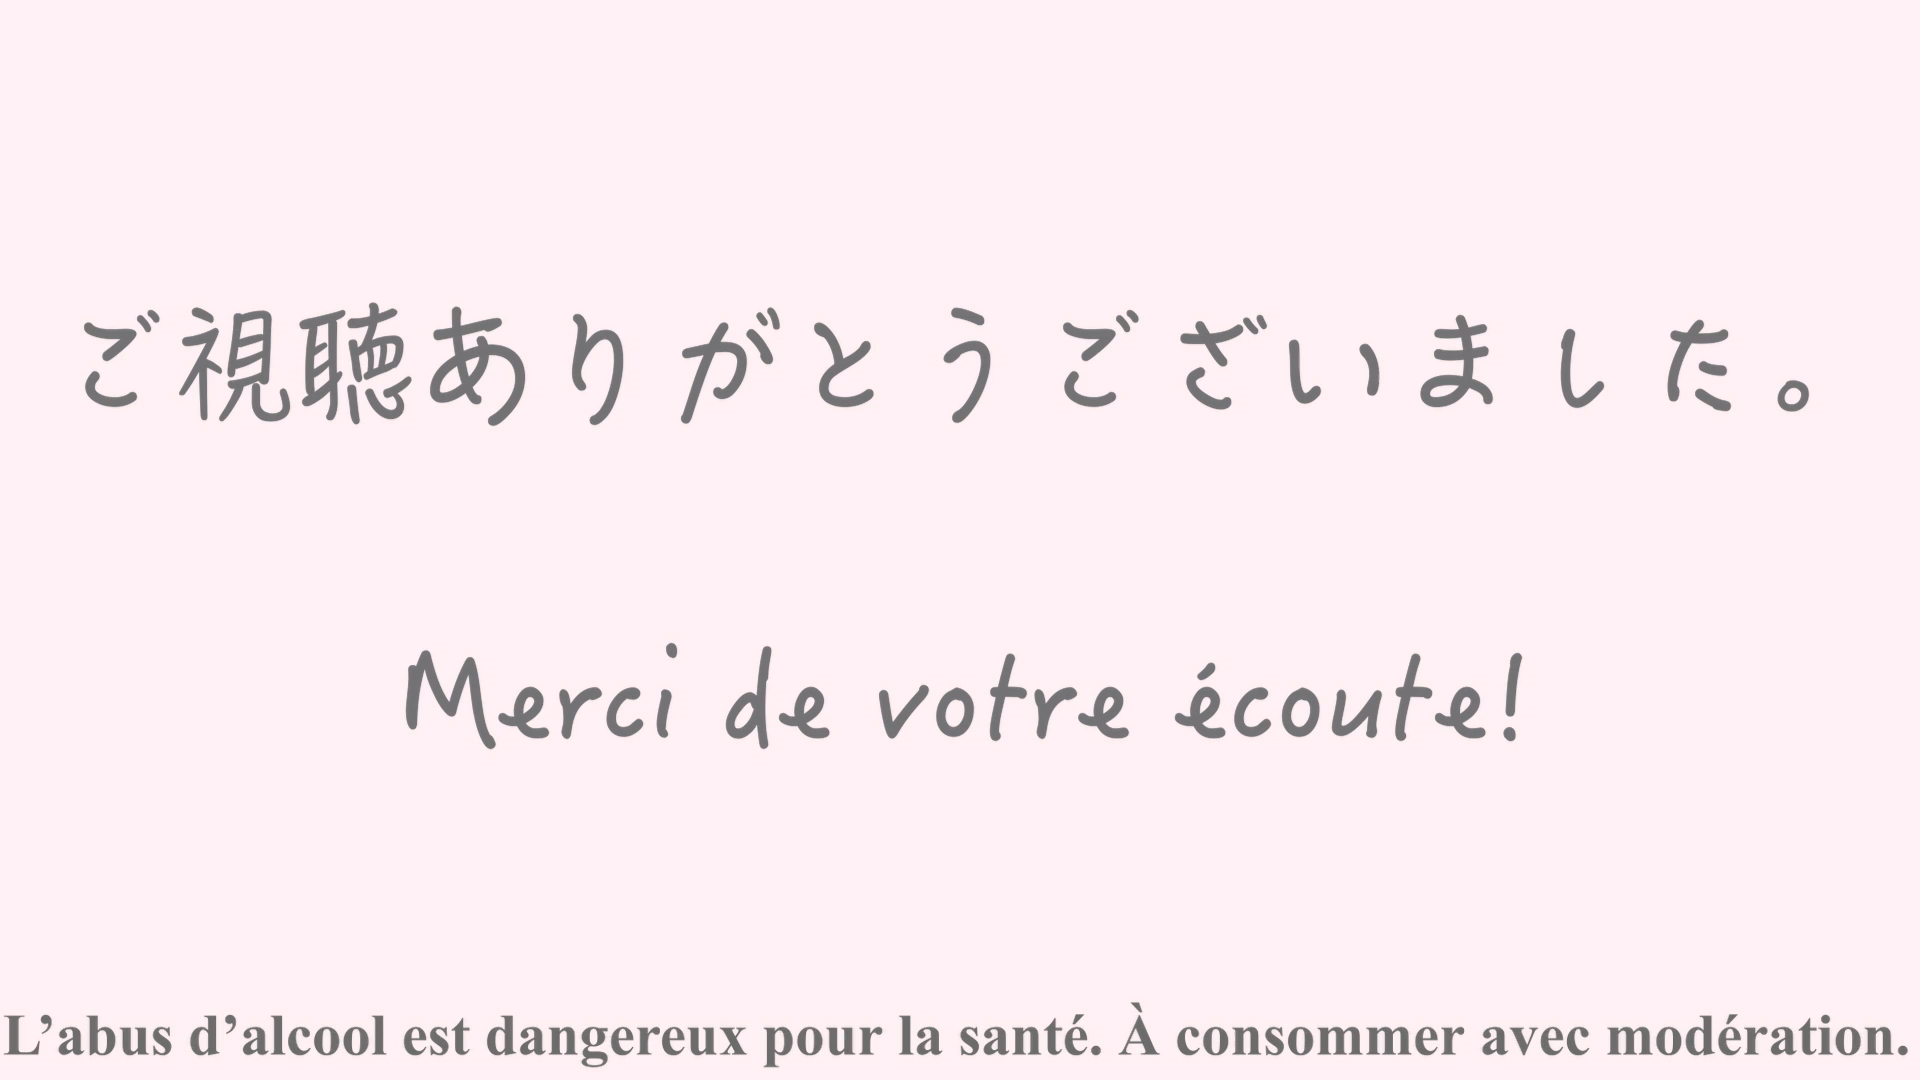 ご視聴ありがとうございました。
Merci de votre écoute!
L’abus d’alcool est dangereux pour la santé. À consommer avec modération.